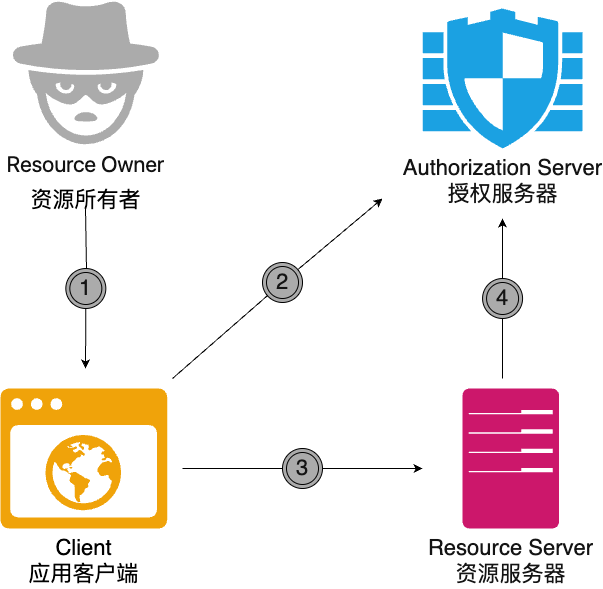 Resource Owner
资源所有者
Authorization Server
授权服务器
1
2
4
3
Client
应用客户端
Resource Server
资源服务器